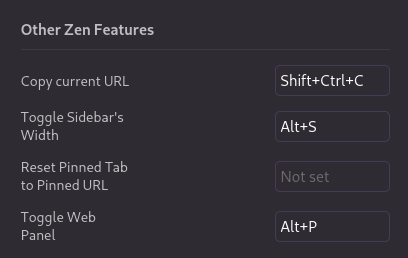 Other Zen Features
Copy current URL
Shift+Ctrl+C
Toggle Sidebar's
Width
Alt+S
Reset Pinned Tab
to Pinned URL
Not set
Toggle Web
Panel
Alt+P